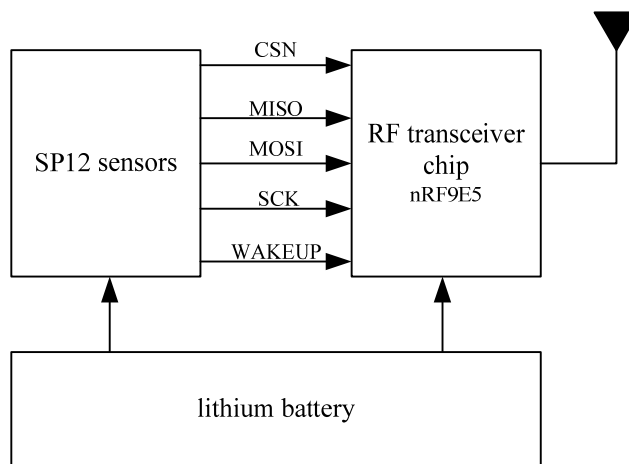 CSN
MISO
MOSI
SCK
WAKEUP
SP12 sensors
RF transceiver
chip
nRF9E5
lithium battery